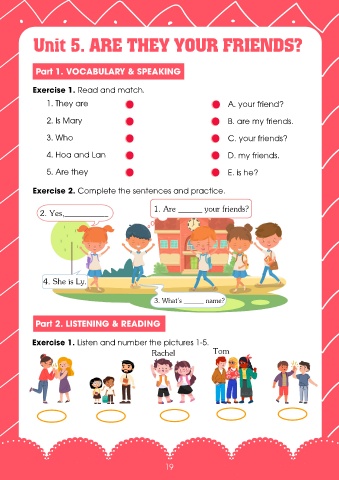 Unit 5. ARE THEY YOUR FRIENDS?
Part 1. VOCABULARY & SPEAKING
Exercise 1. Read and match.
1. They are
A. your friend?
2. Is Mary
B. are my friends.
3. Who
C. your friends?
4. Hoa and Lan
D. my friends.
5. Are they
E. is he?
Exercise 2. Complete the sentences and practice.
1. Are ______ your friends?
2. Yes,___________
4. She is Ly.
3. What's _____ name?
Part 2. LISTENING & READING
Exercise 1. Listen and number the pictures 1-5.
Rachel
Tom
19